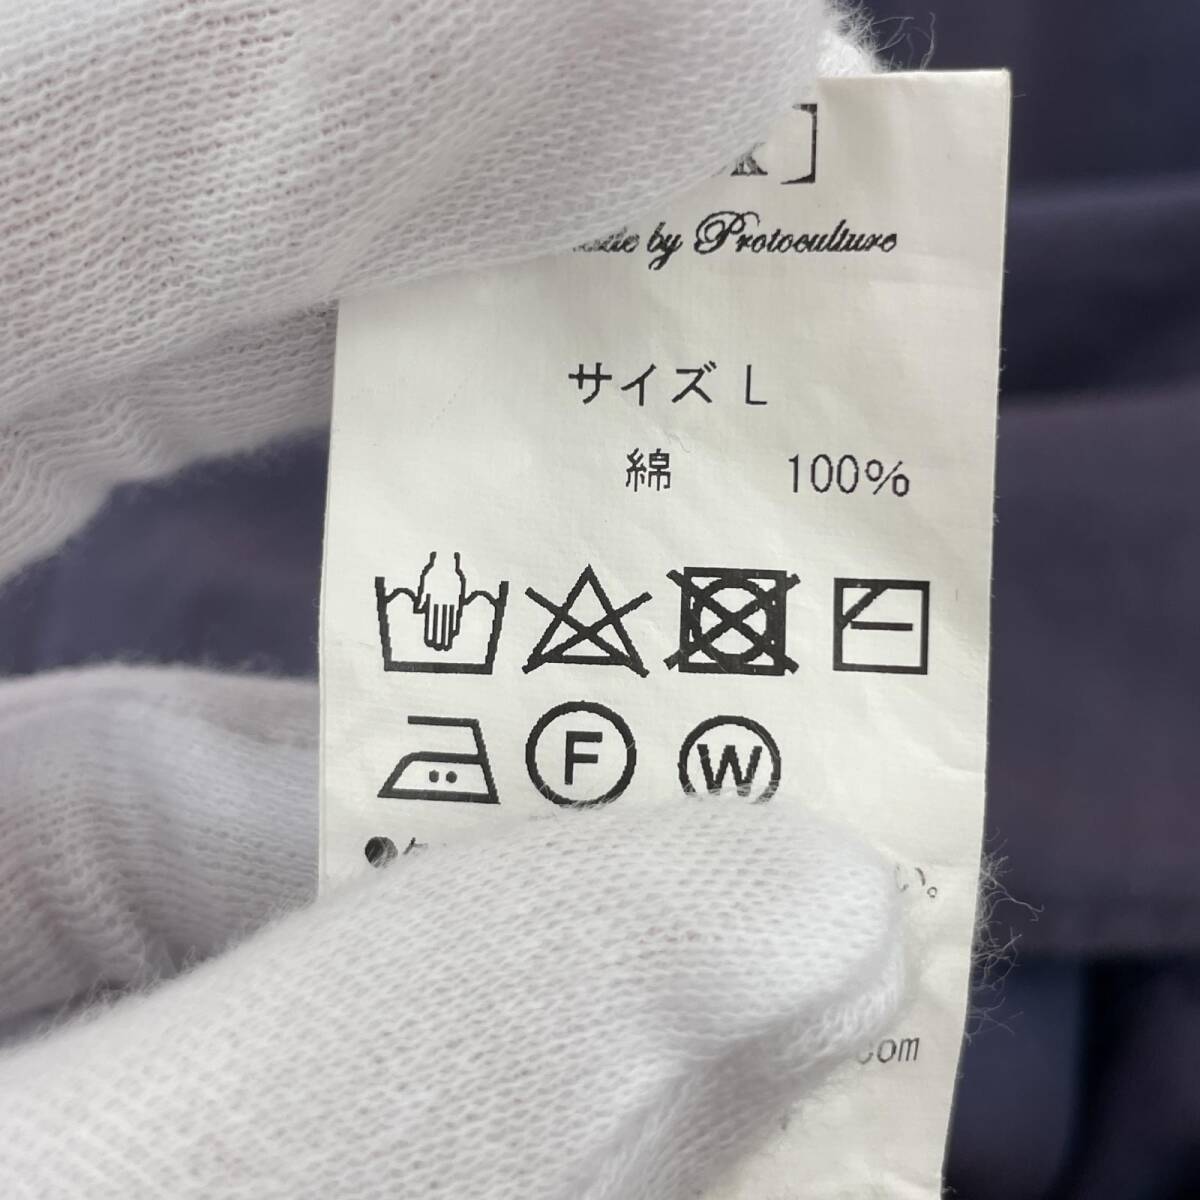 by Protoculture
サイズ L
綿 100%
F W